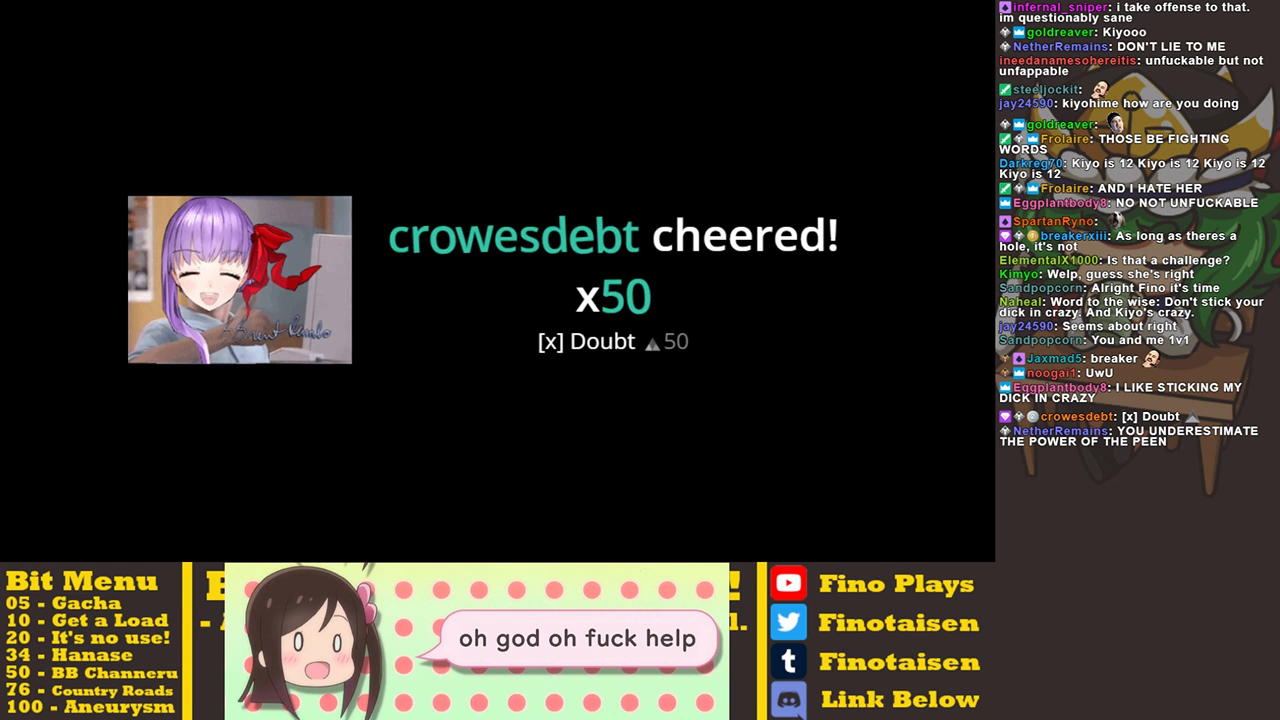 crowesdebt cheered!
x50
[x] Doubt 50
infernal_sniper: i take offense to that.
im questionably sane
goldreaver: Kiyooo
NetherRemains: DON'T LIE TO ME
ineedanamesohereitis: unfuckable but not
unfappable
steeljockit:
jay24590: kiyohime how are you doing
goldreaver:
Frolaire: THOSE BE FIGHTING
WORDS
Darkreg70: Kiyo is 12 Kiyo is 12 Kiyo is 12
Kiyo is 12
Frolaire: AND I HATE HER
Eggplantbody8: NO NOT UNFUCKABLE
SpartanRyno:
breakerxiii: As long as theres a
hole, it's not
ElementalX1000: Is that a challenge?
Kimyo: Welp, guess she's right
Sandpopcorn: Alright Fino it's time
Naheal: Word to the wise: Don't stick your
dick in crazy. And Kiyo's crazy.
jay24590: Seems about right
Sandpopcorn: You and me 1v1
Jaxmad5: breaker
noogai1: UwU
Eggplantbody8: I LIKE STICKING MY
DICK IN CRAZY
crowesdebt: [x] Doubt
NetherRemains: YOU UNDERESTIMATE
THE POWER OF THE PEEN
Bit Menu
05 - Gacha
10 - Get a Load
20 - It's no use!
34 - Hanase
50 - BB Channeru
76 - Country Roads
100 - Aneurysm
oh god oh fuck help
Fino Plays
Finotaisen
Finotaisen
Link Below